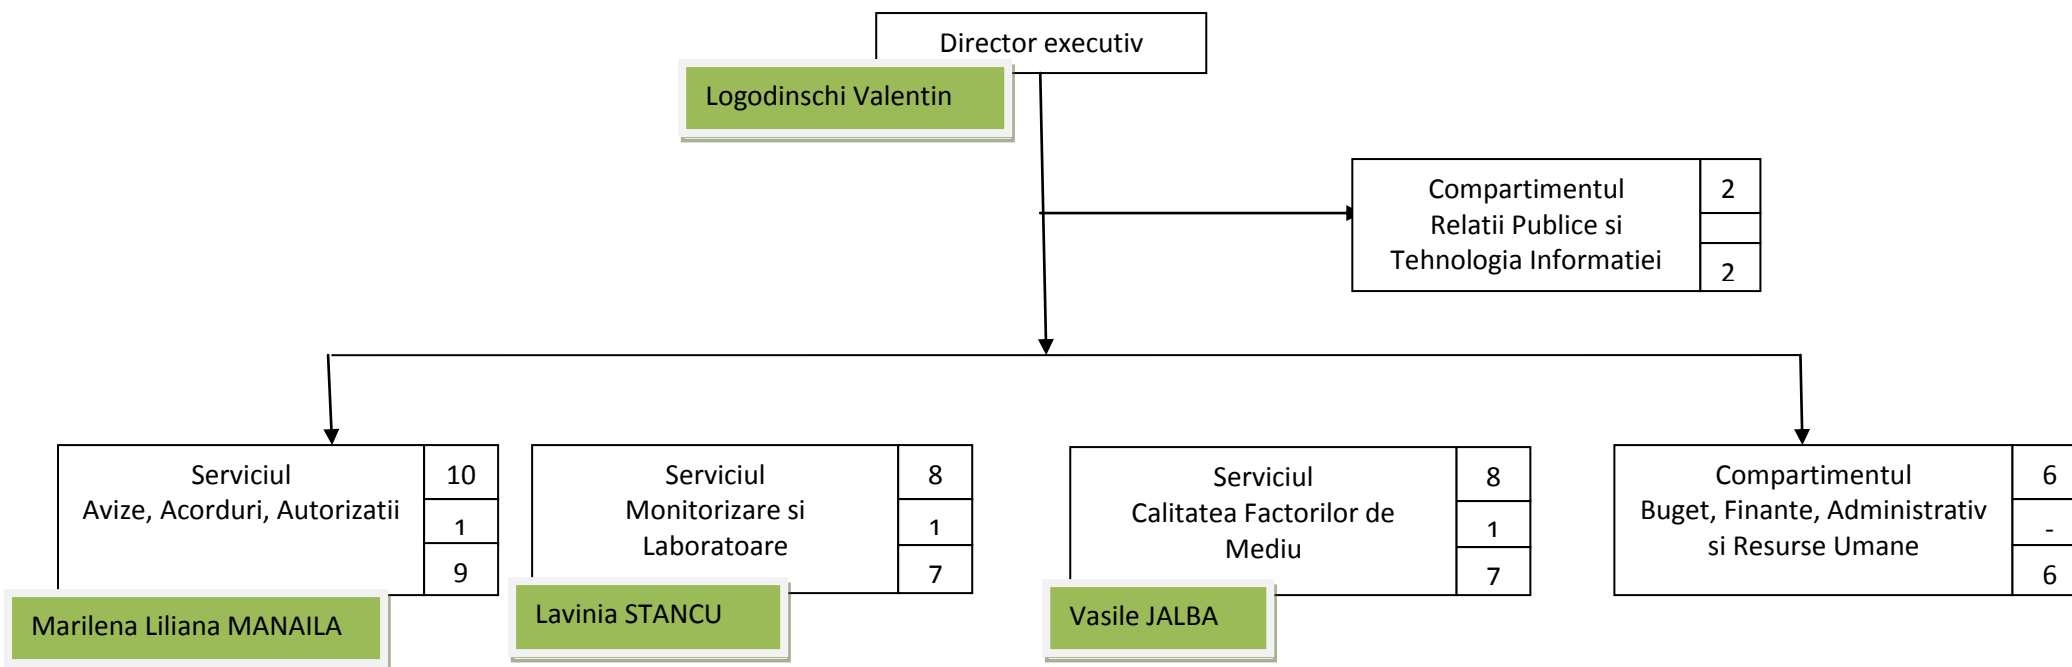 Director executiv
Logodinschi Valentin
Compartimentul
Relatii Publice si
Tehnologia Informatiei
2
2
Serviciul
Avize, Acorduri, Autorizatii
10
1
9
Marilena Liliana MANAILA
Serviciul
Monitorizare si
Laboratoare
8
1
7
Lavinia STANCU
Serviciul
Calitatea Factorilor de
Mediu
8
1
7
Vasile JALBA
Compartimentul
Buget, Finante, Administrativ
si Resurse Umane
6
-
6